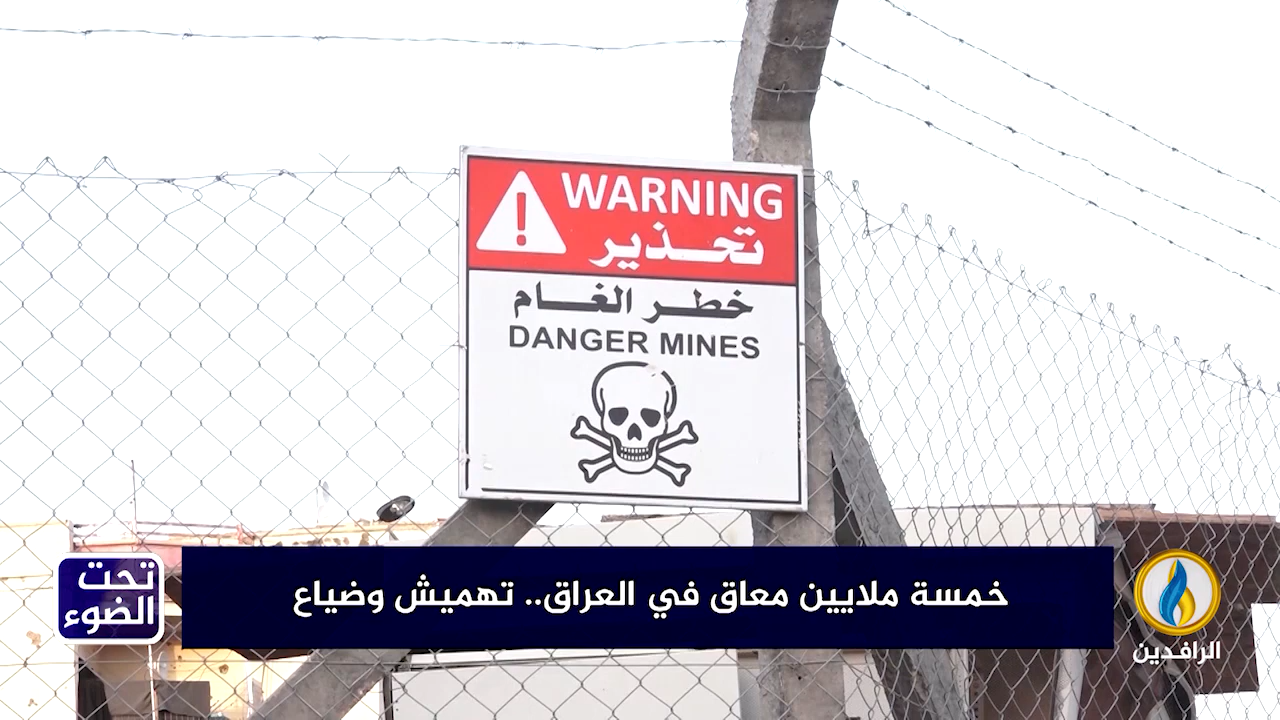 WARNING
تحذير
خطر الغام
DANGER MINES
خمسة ملايين معاق في العراق.. تهميش وضياع
تحت
الضوء
الرافدين